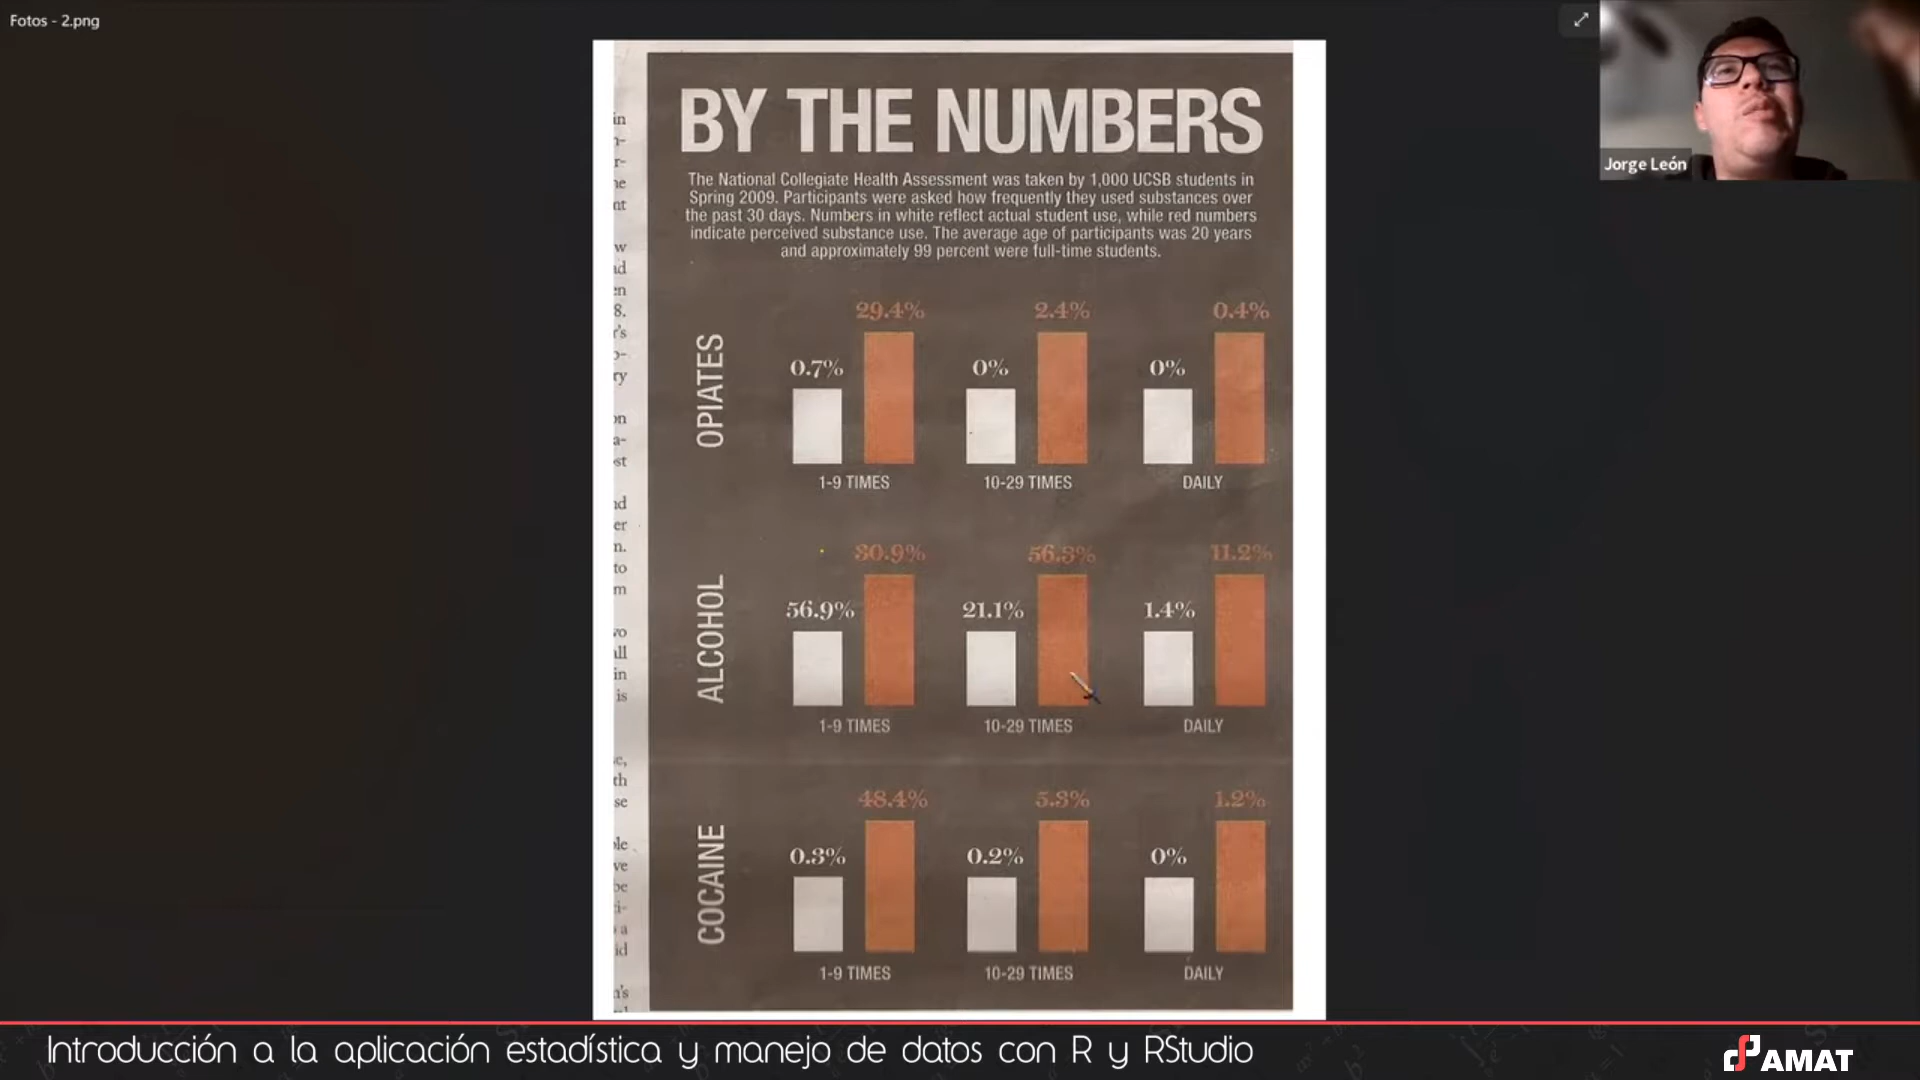 Fotos - 2.png
Jorge León
BY THE NUMBERS
The National Collegiate Health Assessment was taken by 1,000 UCSB students in
Spring 2009. Participants were asked how frequently they used substances over
the past 30 days. Numbers in white reflect actual student use, while red numbers
indicate perceived substance use. The average age of participants was 20 years
and approximately 99 percent were full-time students.
OPIATES
0.7% 29.4% 0% 2.4% 0% 0.4%
1-9 TIMES 10-29 TIMES DAILY
ALCOHOL
56.9% 30.9% 21.1% 56.3% 1.4% 11.2%
1-9 TIMES 10-29 TIMES DAILY
COCAINE
0.3% 48.4% 0.2% 5.3% 0% 1.2%
1-9 TIMES 10-29 TIMES DAILY
Introducción a la aplicación estadística y manejo de datos con R y RStudio
AMAT